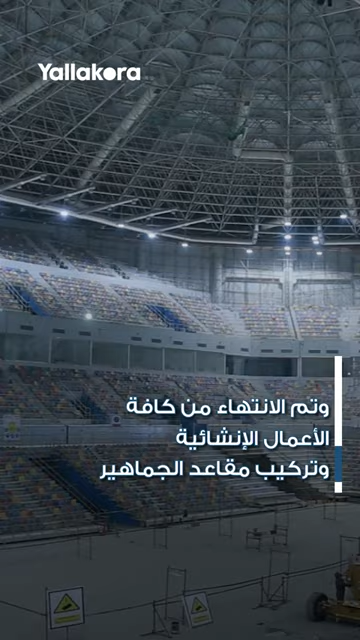 Yallakora
وتم الانتهاء من كافة
الأعمال الإنشائية
وتركيب مقاعد الجماهير